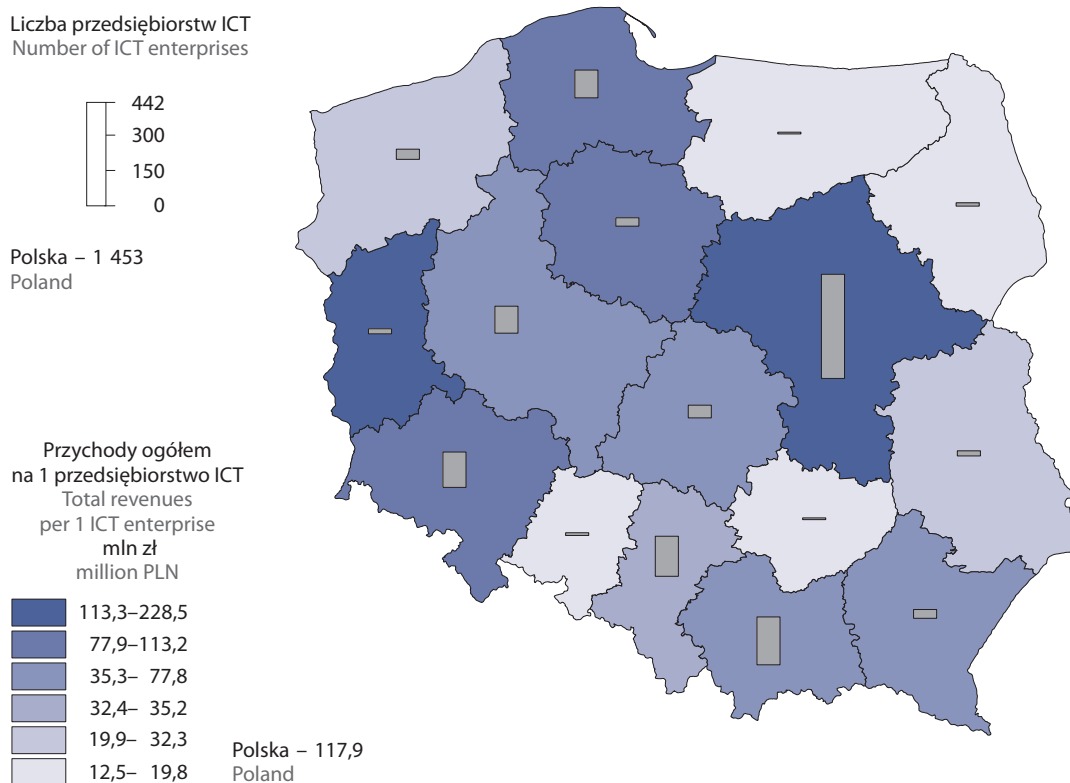 Liczba przedsiębiorstw ICT
Number of ICT enterprises
442
300
150
0
Polska – 1 453
Poland
Przychody ogółem
na 1 przedsiębiorstwo ICT
Total revenues
per 1 ICT enterprise
mln zł
million PLN
113,3–228,5
77,9–113,2
35,3– 77,8
32,4– 35,2
19,9– 32,3
12,5– 19,8
Polska – 117,9
Poland